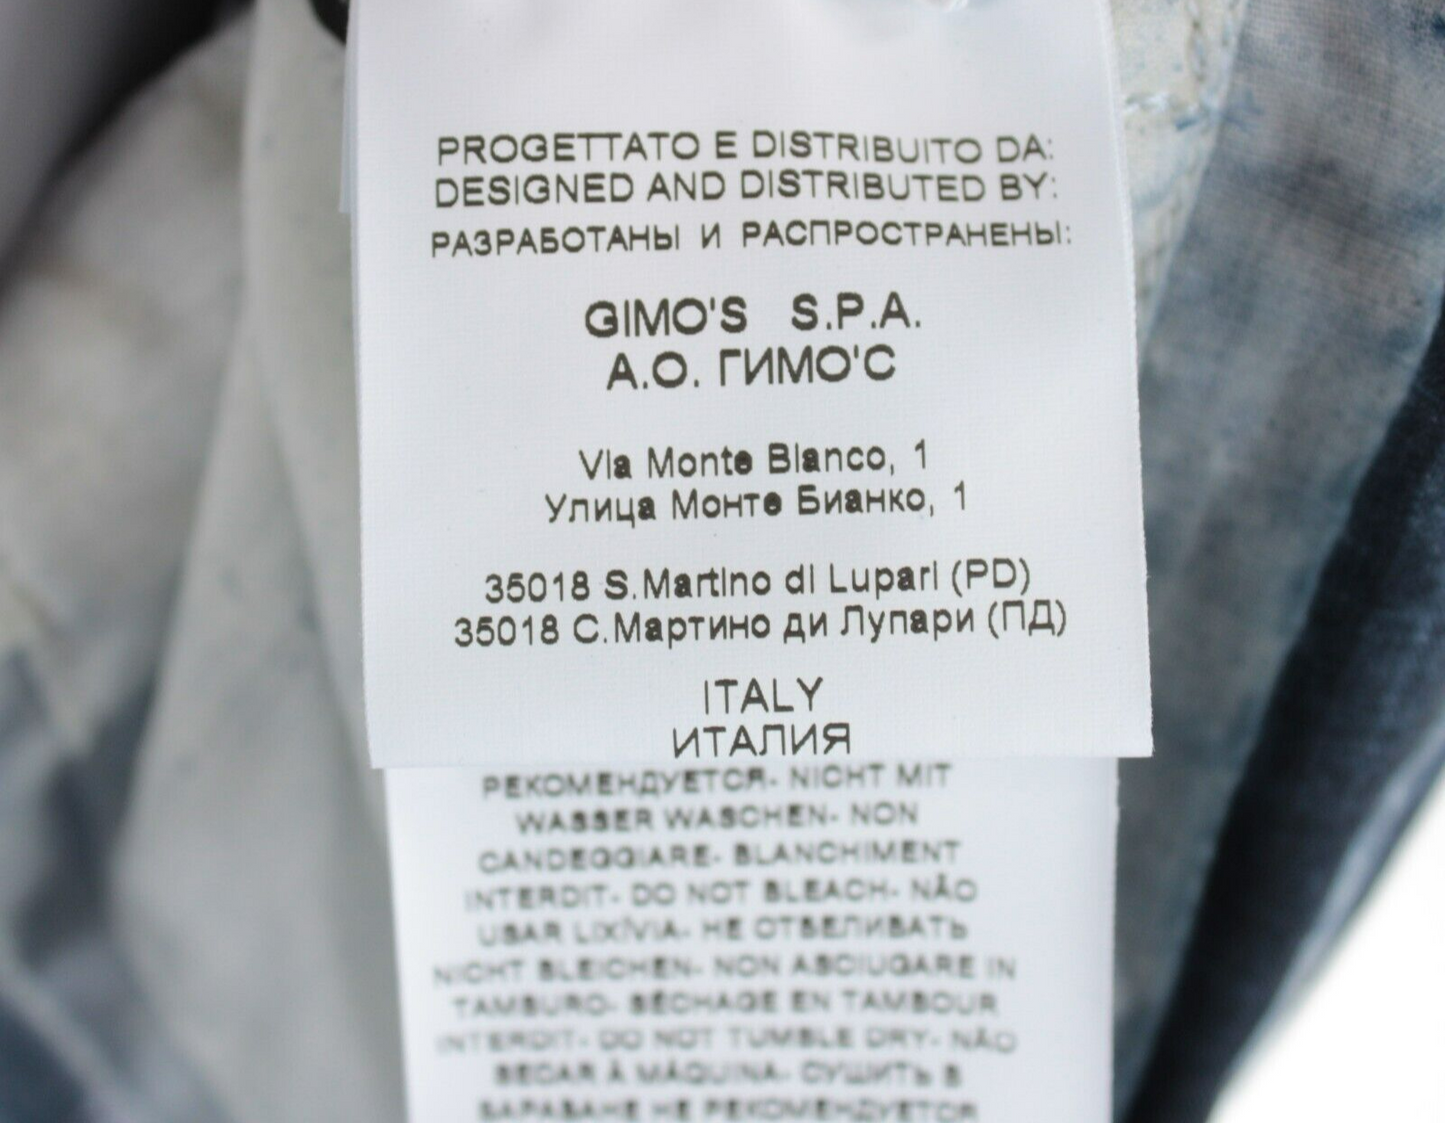 PROGETTATO E DISTRIBUITO DA:
DESIGNED AND DISTRIBUTED BY:
РАЗРАБОТАНЫ И РАСПРОСТРАНЕНЫ:
GIMO'S S.P.A.
А.О. ГИМО'С
Via Monte Bianco, 1
Улица Монте Бианко, 1
35018 S.Martino di Lupari (PD)
35018 С.Мартино ди Лупари (ПД)
ITALY
ИТАЛИЯ
РЕКОМЕНДУЕТСЯ- NICHT MIT
WASSER WASCHEN- NON
CANDEGGIARE- BLANCHIMENT
INTERDIT- DO NOT BLEACH- NÃO
USAR LIXÍVIA- НЕ ОТБЕЛИВАТЬ
NICHT BLEICHEN- NON ASCIUGARE IN
TAMBURO- SÉCHAGE EN TAMBOUR
INTERDIT- DO NOT TUMBLE DRY- NÃO
SECAR À MÁQUINA- СУШИТЬ В
БАРАБАНЕ НЕ РЕКОМЕНДУЕТСЯ